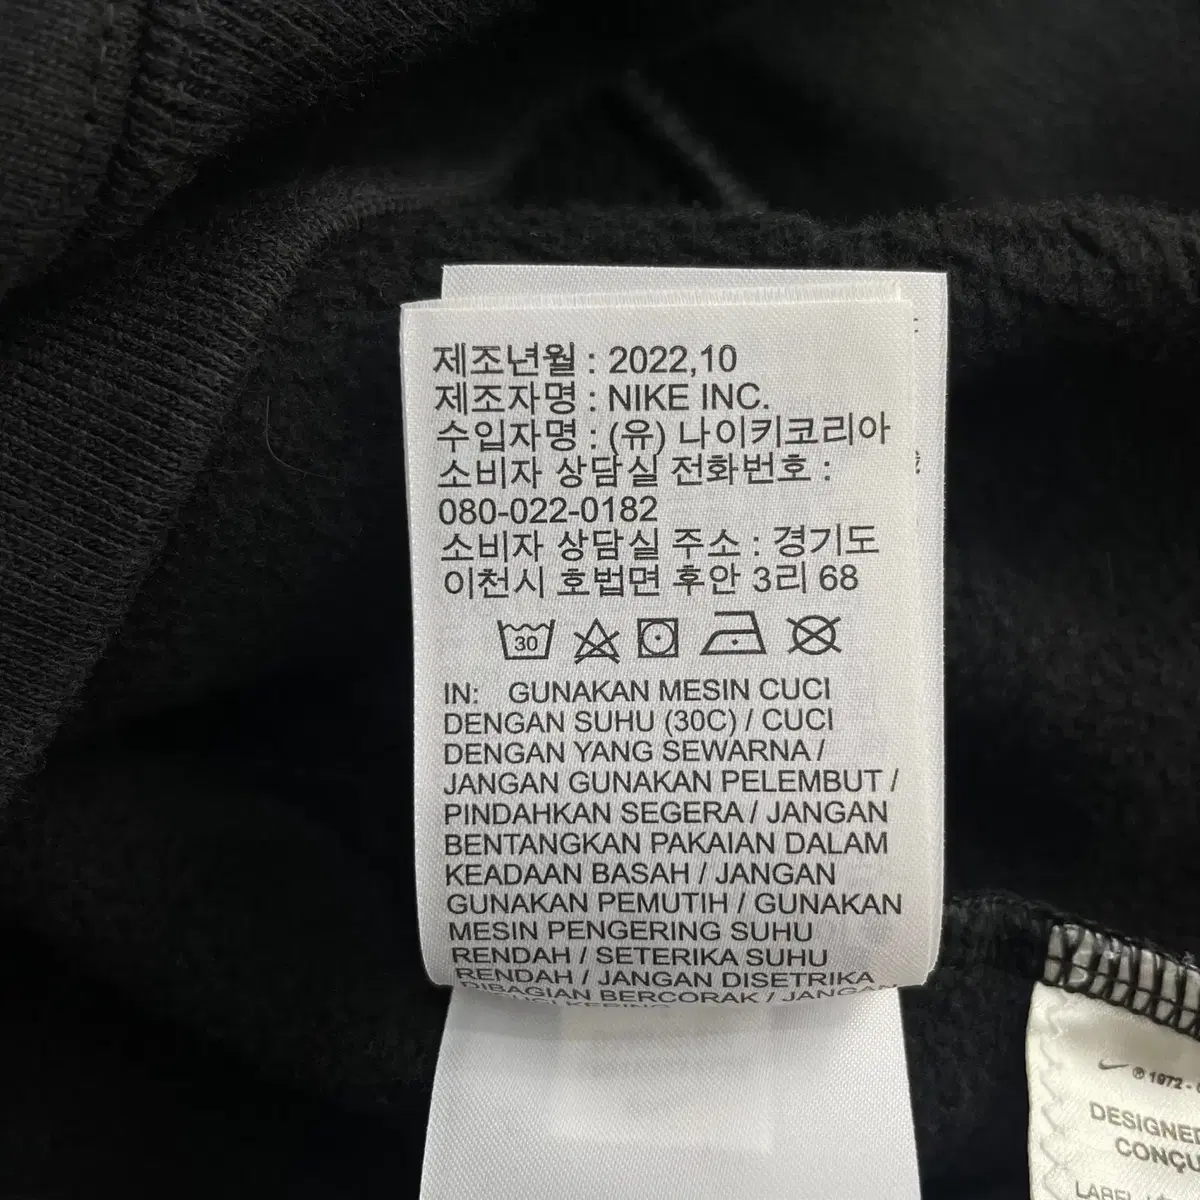 제조년월 : 2022,10
제조자명 : NIKE INC.
수입자명 : (유) 나이키코리아
소비자 상담실 전화번호 :
080-022-0182
소비자 상담실 주소 : 경기도
이천시 호법면 후안 3리 68
30
IN: GUNAKAN MESIN CUCI
DENGAN SUHU (30C) / CUCI
DENGAN YANG SEWARNA /
JANGAN GUNAKAN PELEMBUT /
PINDAHKAN SEGERA / JANGAN
BENTANGKAN PAKAIAN DALAM
KEADAAN BASAH / JANGAN
GUNAKAN PEMUTIH / GUNAKAN
MESIN PENGERING SUHU
RENDAH / SETERIKA SUHU
RENDAH / JANGAN DISETRIKA
DIBAGIAN BERCORAK / JANGAN
® 1972 -
DESIGNED